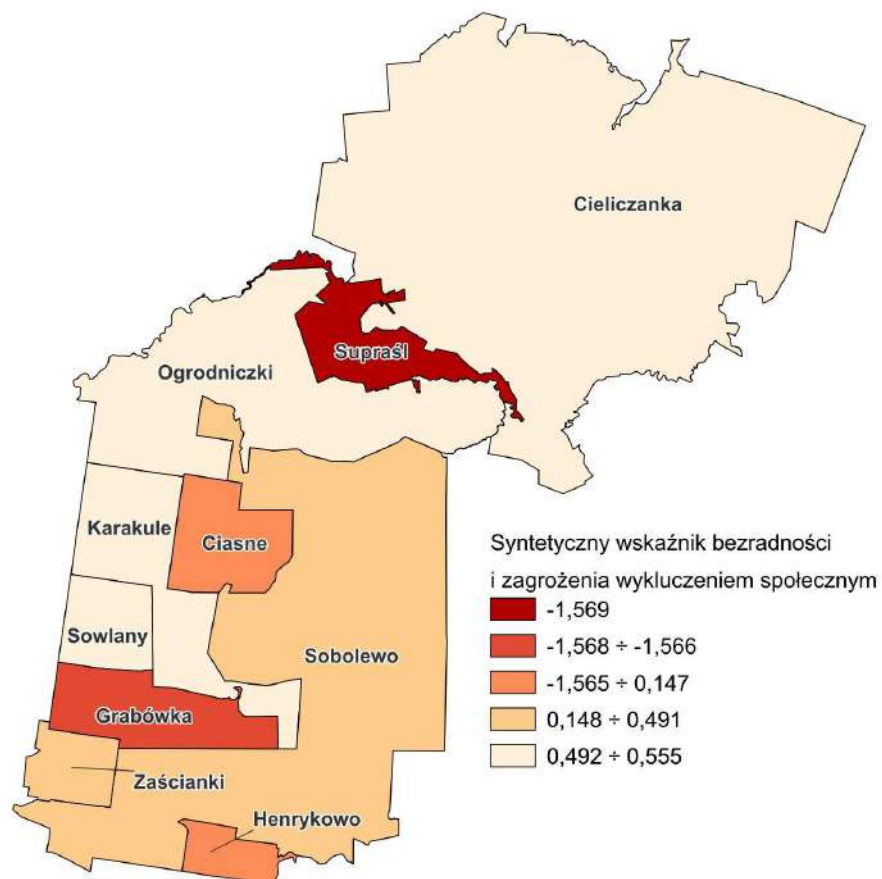 Cieliczanka
Supraśl
Ogrodniczki
Karakule
Ciasne
Sowlany
Sobolewo
Grabówka
Zaścianki
Henrykowo
Syntetyczny wskaźnik bezradności
i zagrożenia wykluczeniem społecznym
-1,569
-1,568 ÷ -1,566
-1,565 ÷ 0,147
0,148 ÷ 0,491
0,492 ÷ 0,555